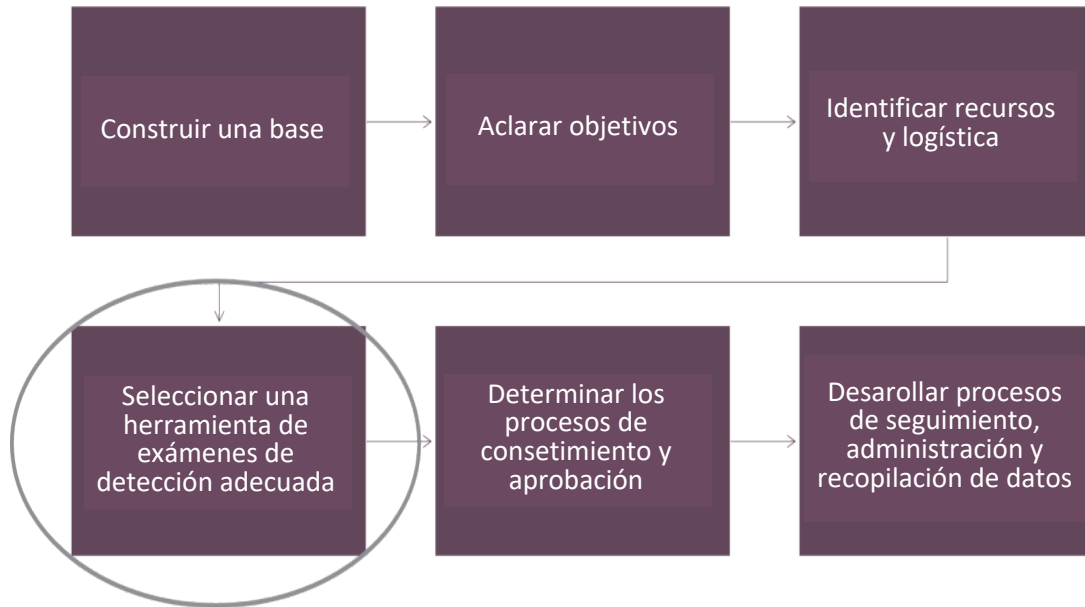 Construir una base
Aclarar objetivos
Identificar recursos
y logística
Seleccionar una
herramienta de
exámenes de
detección adecuada
Determinar los
procesos de
consetimiento y
aprobación
Desarollar procesos
de seguimiento,
administración y
recopilación de datos